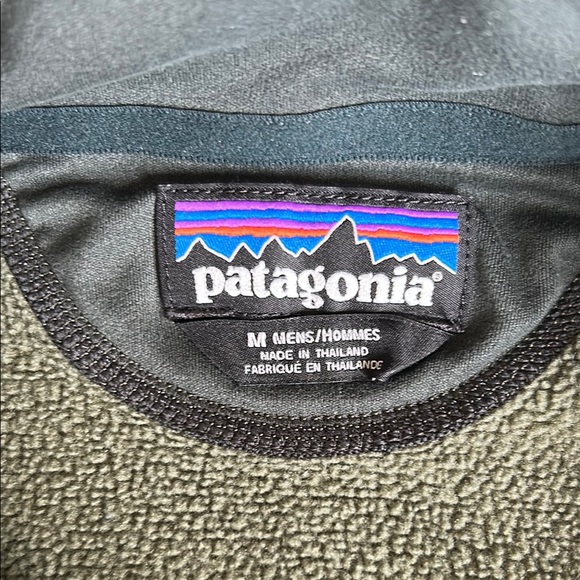 patagonia®
M MENS/HOMMES
MADE IN THAILAND
FABRIQUÉ EN THAILANDE